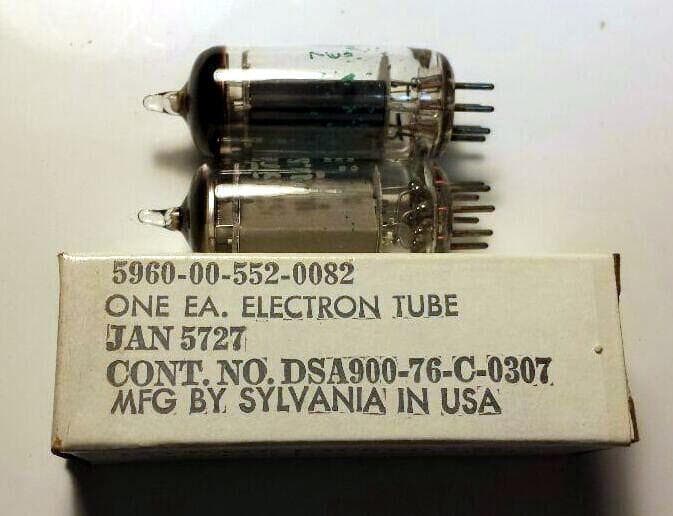 5960-00-552-0082
ONE EA. ELECTRON TUBE
JAN 5727
CONT. NO. DSA900-76-C-0307
MFG BY SYLVANIA IN USA